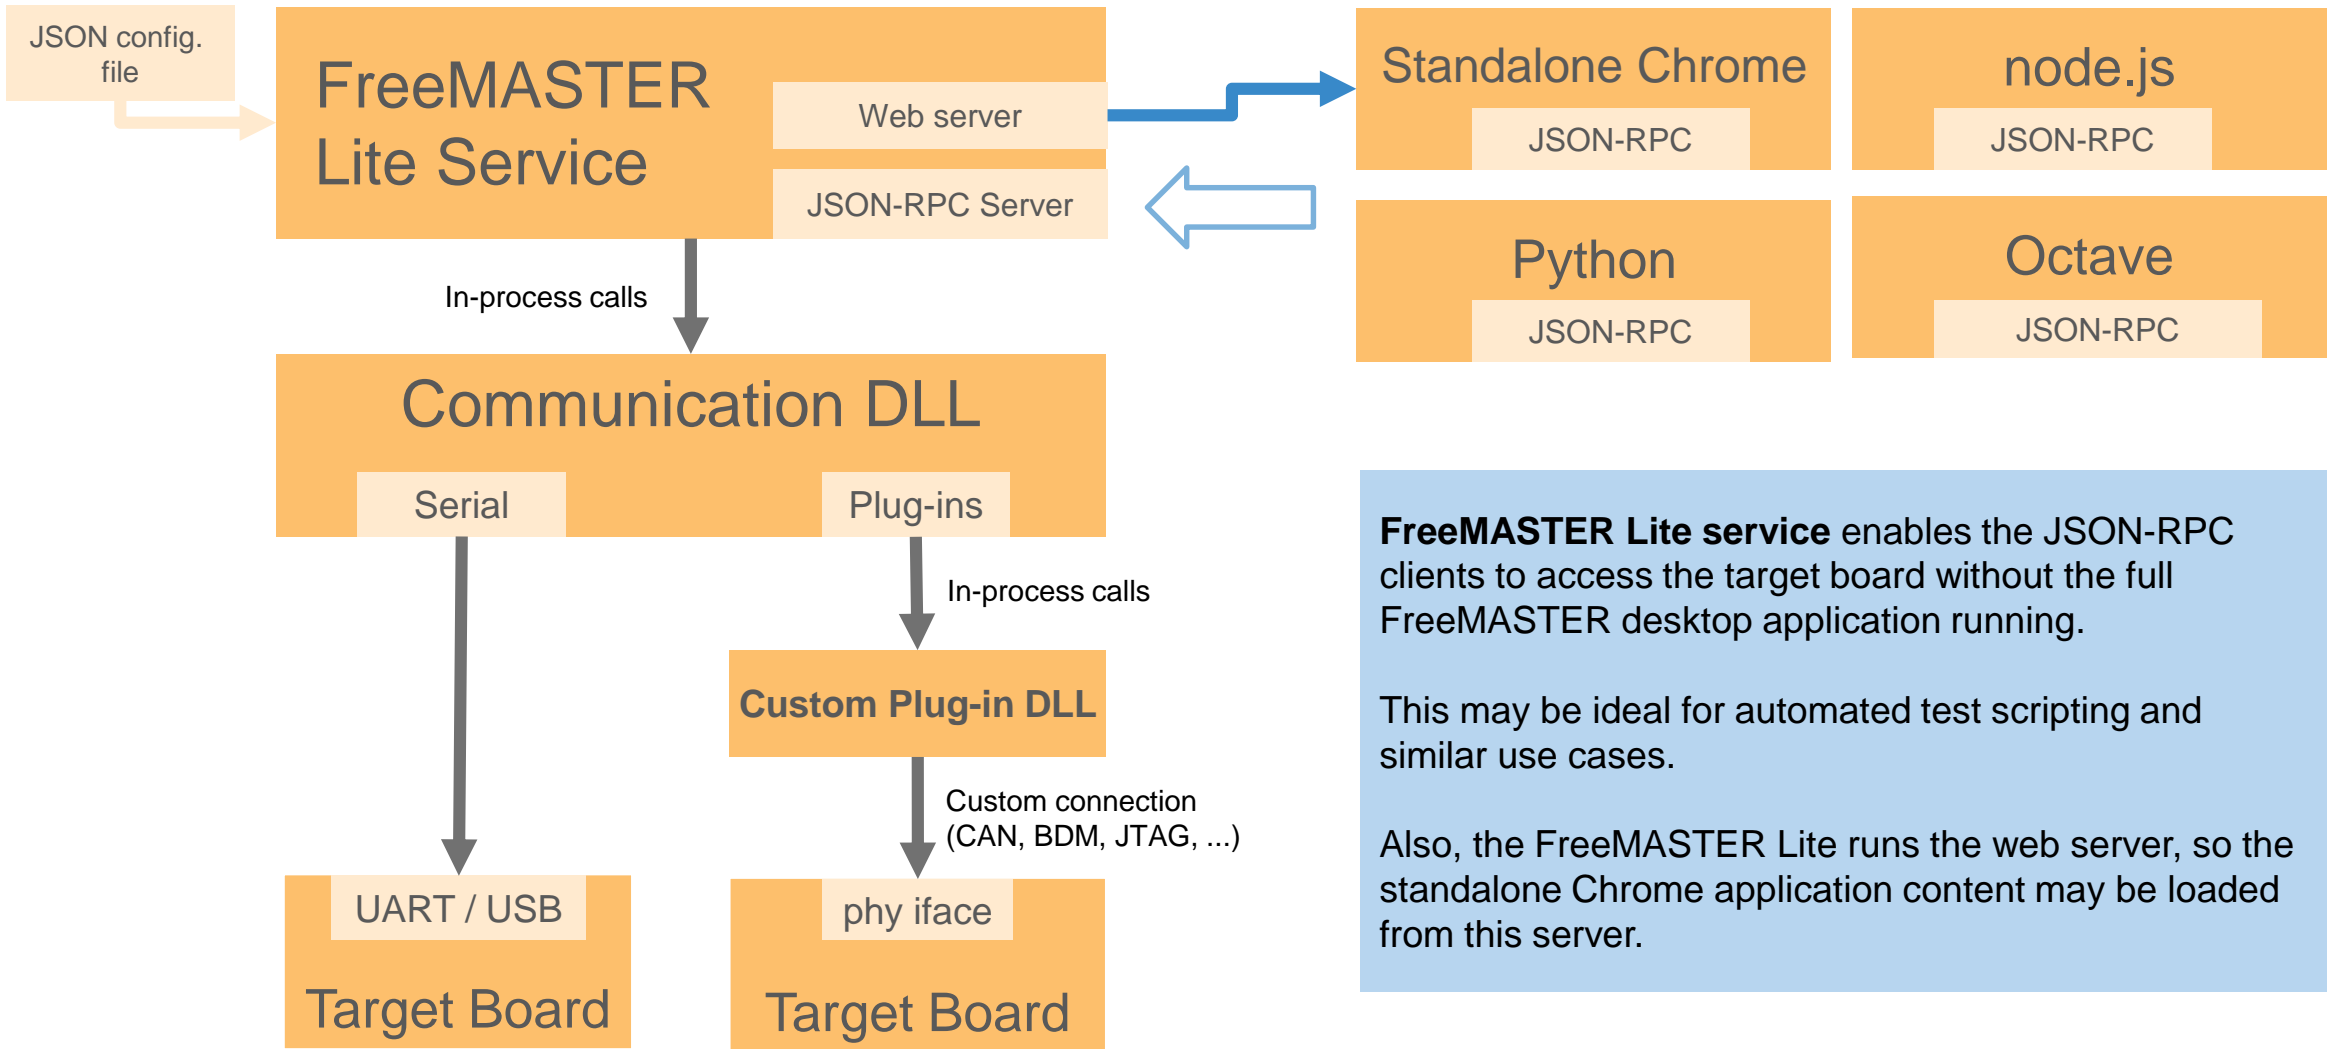 JSON config.
file
FreeMASTER
Lite Service
Web server
JSON-RPC Server
Standalone Chrome
JSON-RPC
node.js
JSON-RPC
Python
JSON-RPC
Octave
JSON-RPC
In-process calls
Communication DLL
Serial
Plug-ins
In-process calls
Custom Plug-in DLL
Custom connection
(CAN, BDM, JTAG, ...)
UART / USB
Target Board
phy iface
Target Board
FreeMASTER Lite service enables the JSON-RPC
clients to access the target board without the full
FreeMASTER desktop application running.
This may be ideal for automated test scripting and
similar use cases.
Also, the FreeMASTER Lite runs the web server, so the
standalone Chrome application content may be loaded
from this server.